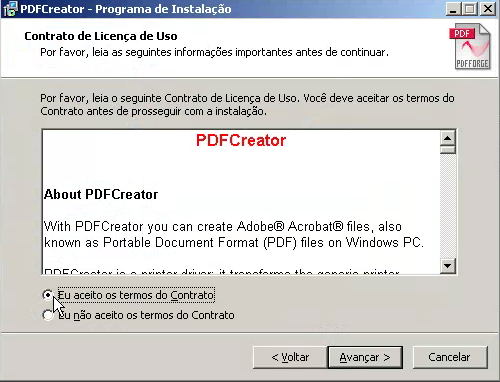 PDFCreator - Programa de Instalação
Contrato de Licença de Uso
Por favor, leia as seguintes informações importantes antes de continuar.
PDF
PDFFORGE
Por favor, leia o seguinte Contrato de Licença de Uso. Você deve aceitar os termos do
Contrato antes de prosseguir com a instalação.
PDFCreator
About PDFCreator
With PDFCreator you can create Adobe® Acrobat® files, also
known as Portable Document Format (PDF) files on Windows PC.
PDFCreator is a printer driver; it transforms the generic printer
Eu aceito os termos do Contrato
Eu não aceito os termos do Contrato
< Voltar
Avançar >
Cancelar